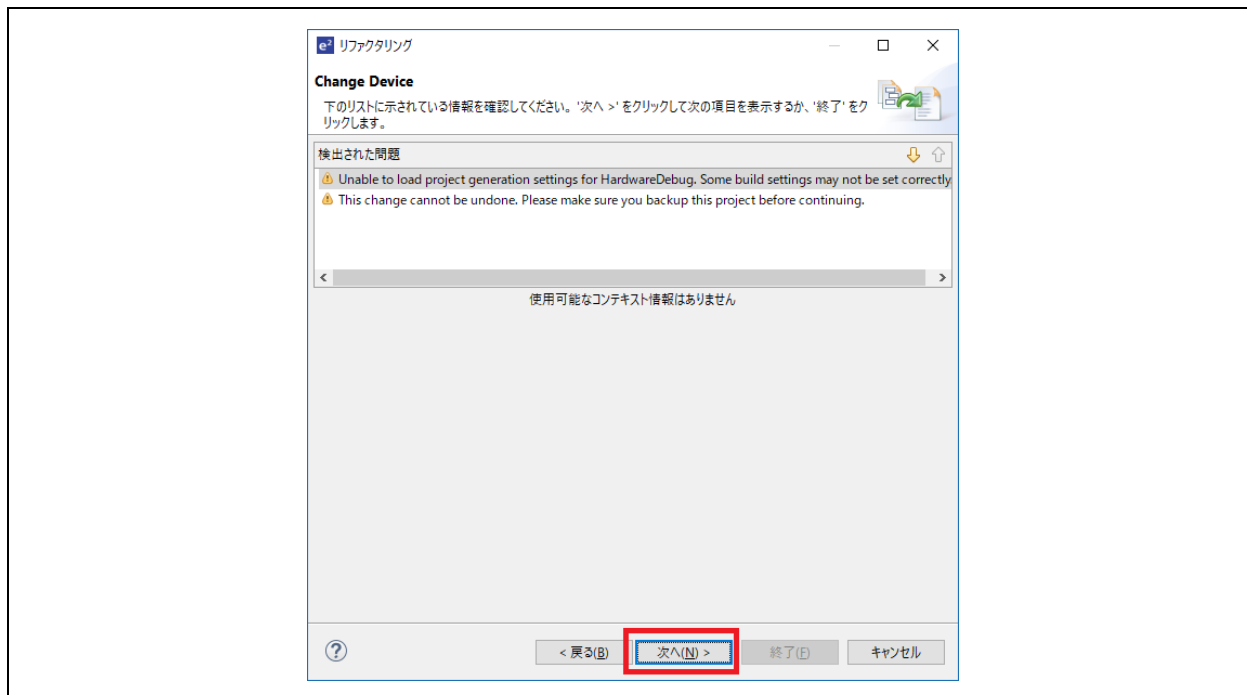 e² リファクタリング
Change Device
下のリストに示されている情報を確認してください。'次へ >' をクリックして次の項目を表示するか、'終了' をク
リックします。
検出された問題
Unable to load project generation settings for HardwareDebug. Some build settings may not be set correctly
This change cannot be undone. Please make sure you backup this project before continuing.
使用可能なコンテキスト情報はありません
< 戻る(B) 次へ(N) > 終了(F) キャンセル